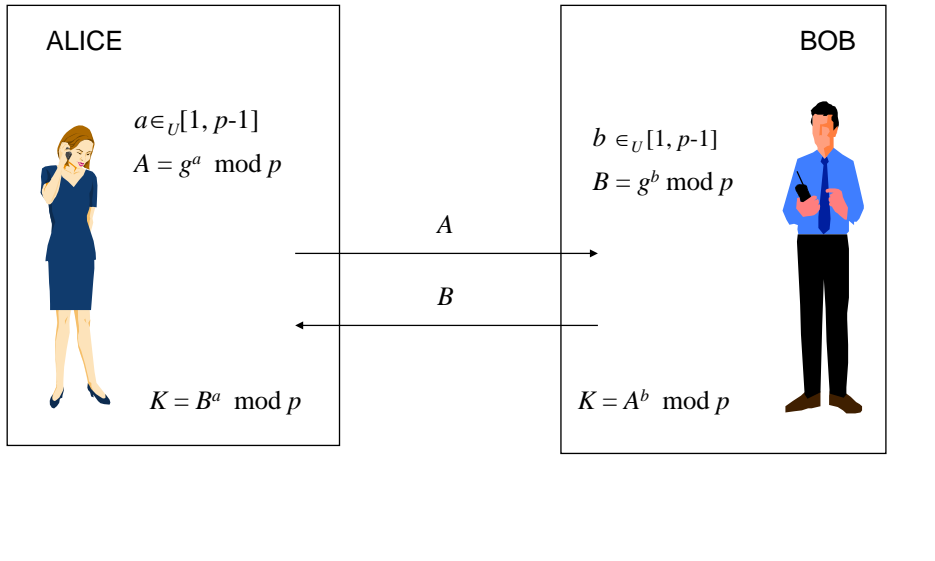 ALICE
a∈U[1, p-1]
A = g^a mod p
K = B^a mod p
A
B
BOB
b ∈U[1, p-1]
B = g^b mod p
K = A^b mod p